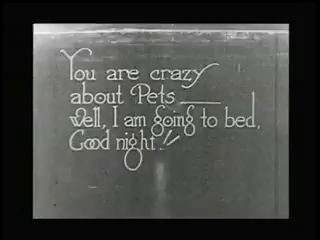 You are crazy
about Pets ___
well, I am going to bed.
Good night!!